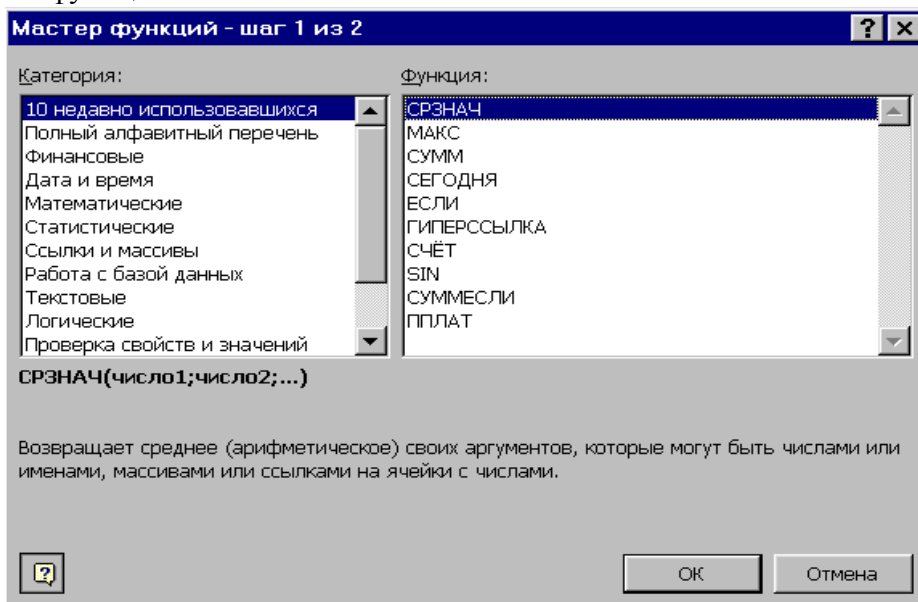 Мастер функций - шаг 1 из 2
Категория:
Функция:
10 недавно использовавшихся
Полный алфавитный перечень
Финансовые
Дата и время
Математические
Статистические
Ссылки и массивы
Работа с базой данных
Текстовые
Логические
Проверка свойств и значений
СРЗНАЧ
МАКС
СУММ
СЕГОДНЯ
ЕСЛИ
ГИПЕРССЫЛКА
СЧЁТ
SIN
СУММЕСЛИ
ППЛАТ
СРЗНАЧ(число1;число2;...)
Возвращает среднее (арифметическое) своих аргументов, которые могут быть числами или
именами, массивами или ссылками на ячейки с числами.
ОК
Отмена